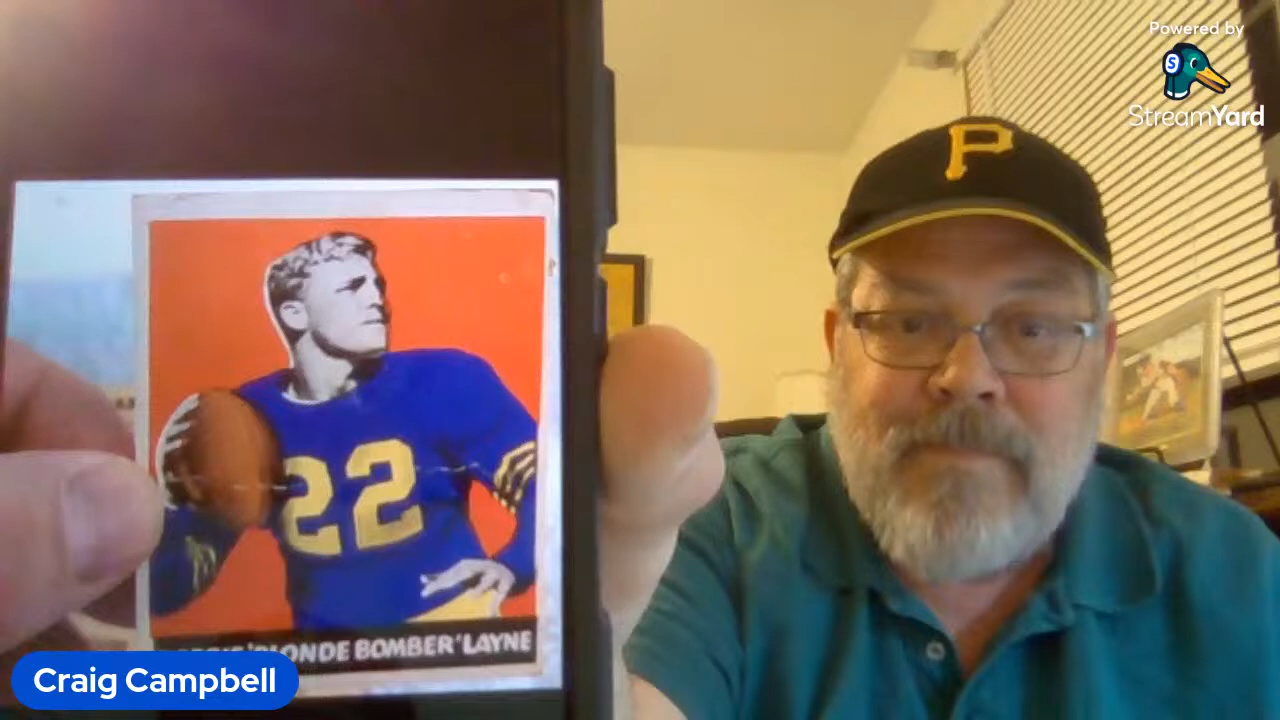 Powered by
StreamYard
S
P
22
'BLONDE BOMBER' LAYNE
Craig Campbell